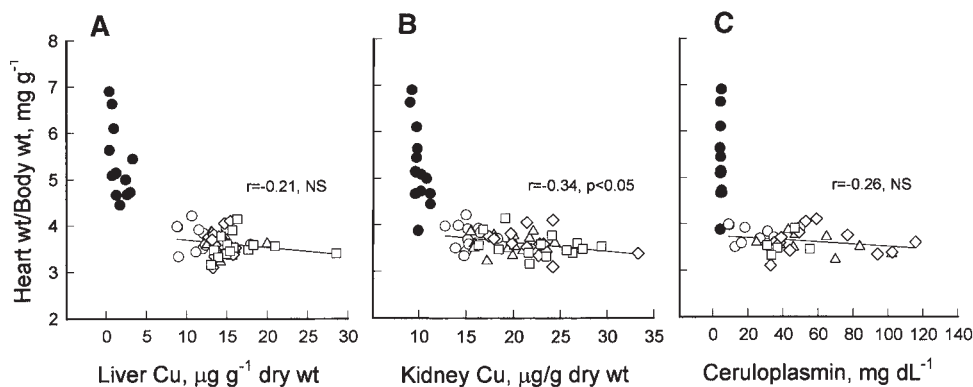 A
B
C
Heart wt/Body wt, mg g⁻¹
8
7
6
5
4
3
2
r=-0.21, NS
r=-0.34, p<0.05
r=-0.26, NS
0 5 10 15 20 25 30
10 15 20 25 30 35
0 20 40 60 80 100 120 140
Liver Cu, µg g⁻¹ dry wt
Kidney Cu, µg/g dry wt
Ceruloplasmin, mg dL⁻¹